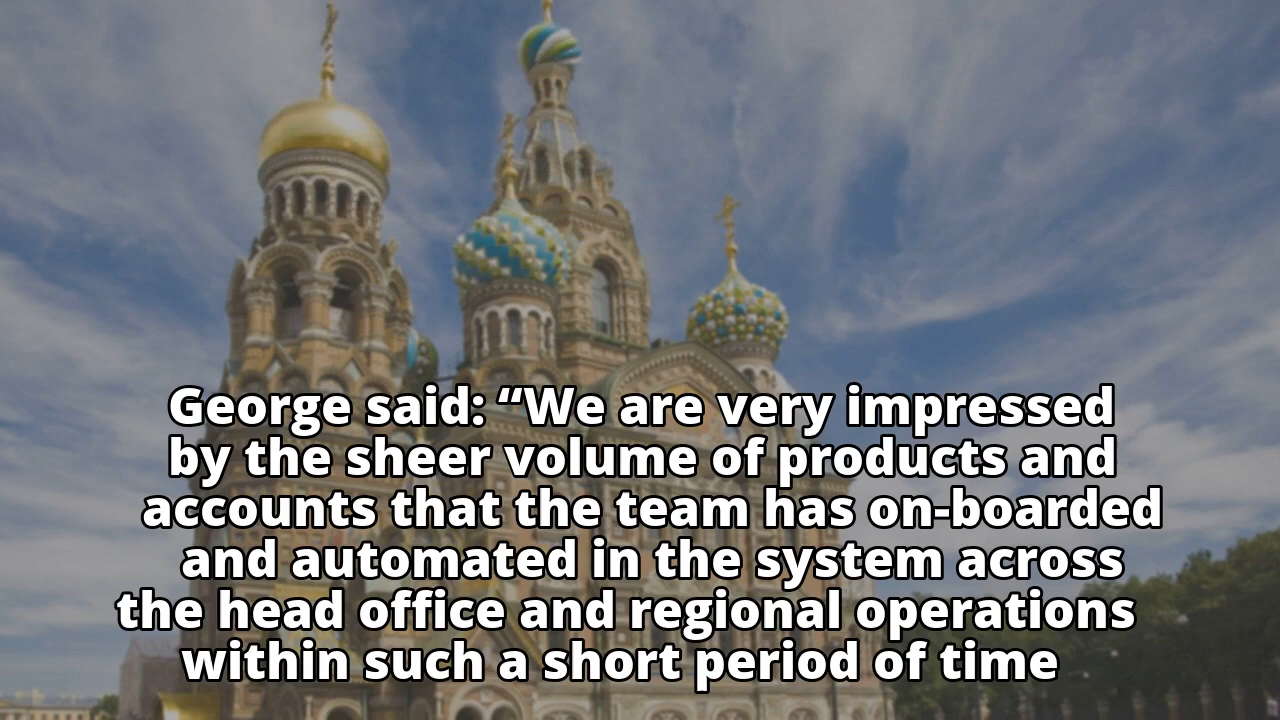 George said: “We are very impressed
by the sheer volume of products and
accounts that the team has on-boarded
and automated in the system across
the head office and regional operations
within such a short period of time